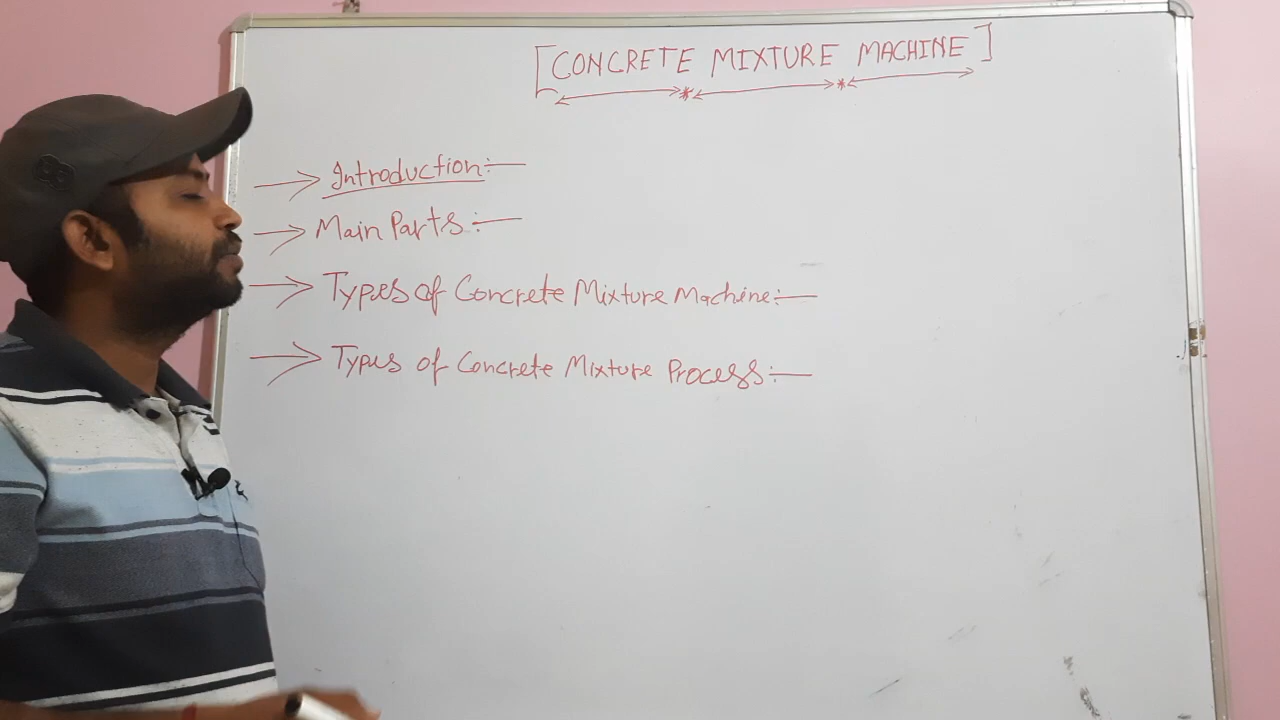 [CONCRETE MIXTURE MACHINE]
→ Introduction:—
→ Main Parts:—
→ Types of Concrete Mixture Machine:—
→ Types of Concrete Mixture Process:—